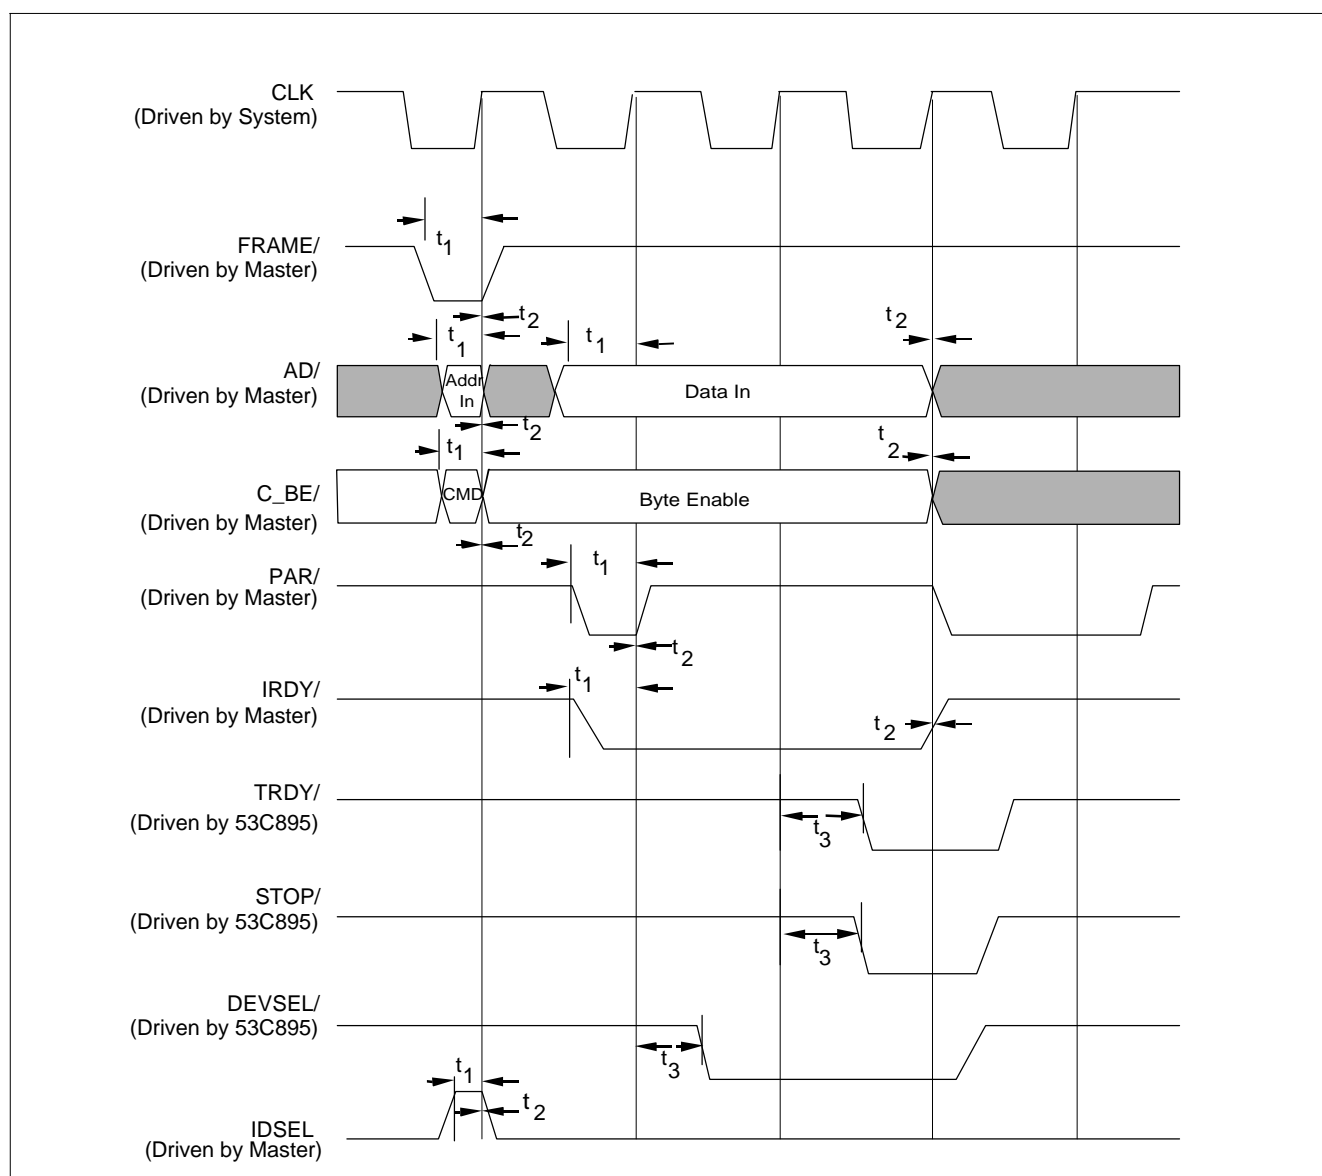 CLK
(Driven by System)
t1
FRAME/
(Driven by Master)
t2
t1
t1
t2
AD/
(Driven by Master)
Addr
In
Data In
t2
t1
t2
C_BE/
(Driven by Master)
CMD
Byte Enable
t2
t1
PAR/
(Driven by Master)
t2
t1
IRDY/
(Driven by Master)
t2
TRDY/
(Driven by 53C895)
t3
STOP/
(Driven by 53C895)
t3
DEVSEL/
(Driven by 53C895)
t3
t1
t2
IDSEL
(Driven by Master)